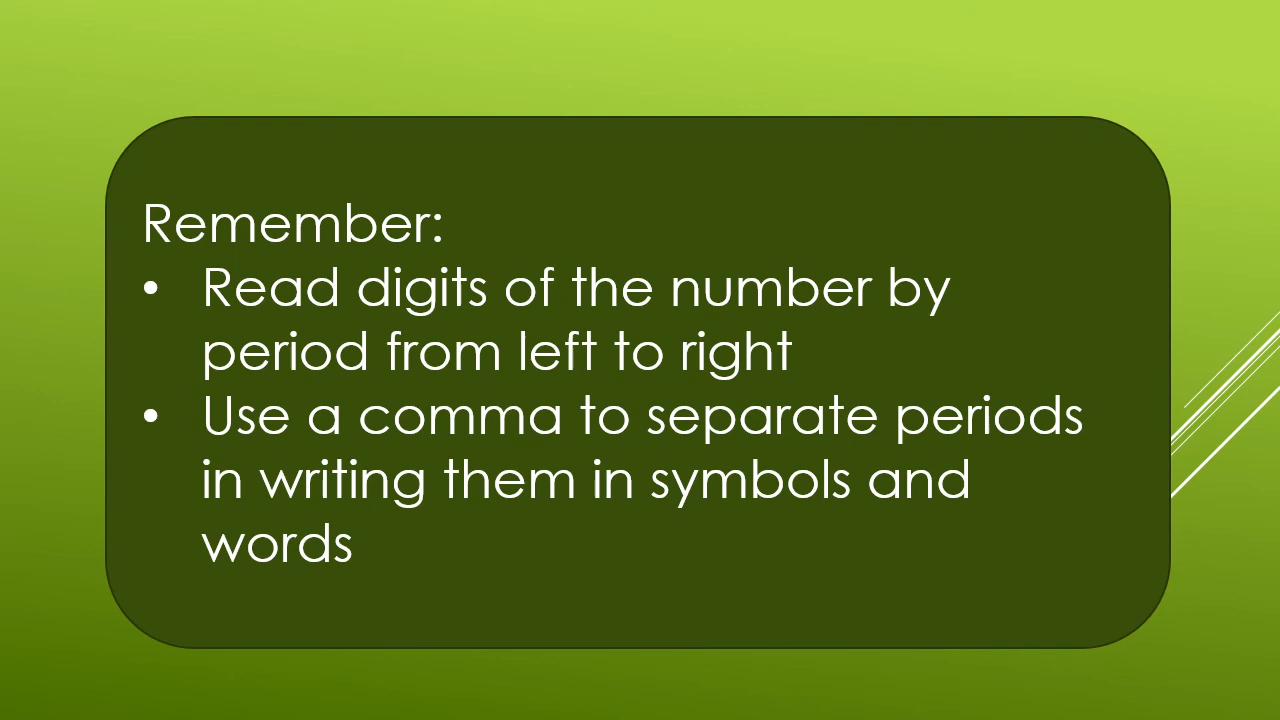 Remember:
• Read digits of the number by
period from left to right
• Use a comma to separate periods
in writing them in symbols and
words